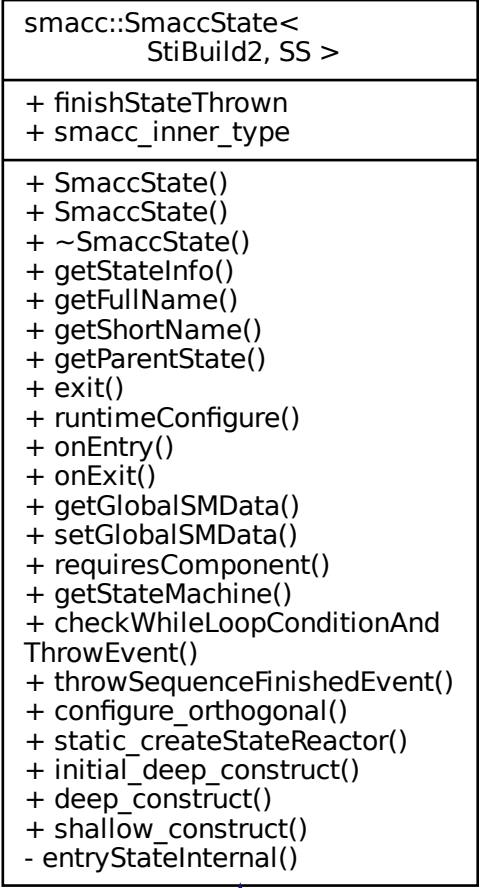 smacc::SmaccState<
StiBuild2, SS >
+ finishStateThrown
+ smacc_inner_type
+ SmaccState()
+ SmaccState()
+ ~SmaccState()
+ getStateInfo()
+ getFullName()
+ getShortName()
+ getParentState()
+ exit()
+ runtimeConfigure()
+ onEntry()
+ onExit()
+ getGlobalSMData()
+ setGlobalSMData()
+ requiresComponent()
+ getStateMachine()
+ checkWhileLoopConditionAnd
ThrowEvent()
+ throwSequenceFinishedEvent()
+ configure_orthogonal()
+ static_createStateReactor()
+ initial_deep_construct()
+ deep_construct()
+ shallow_construct()
- entryStateInternal()